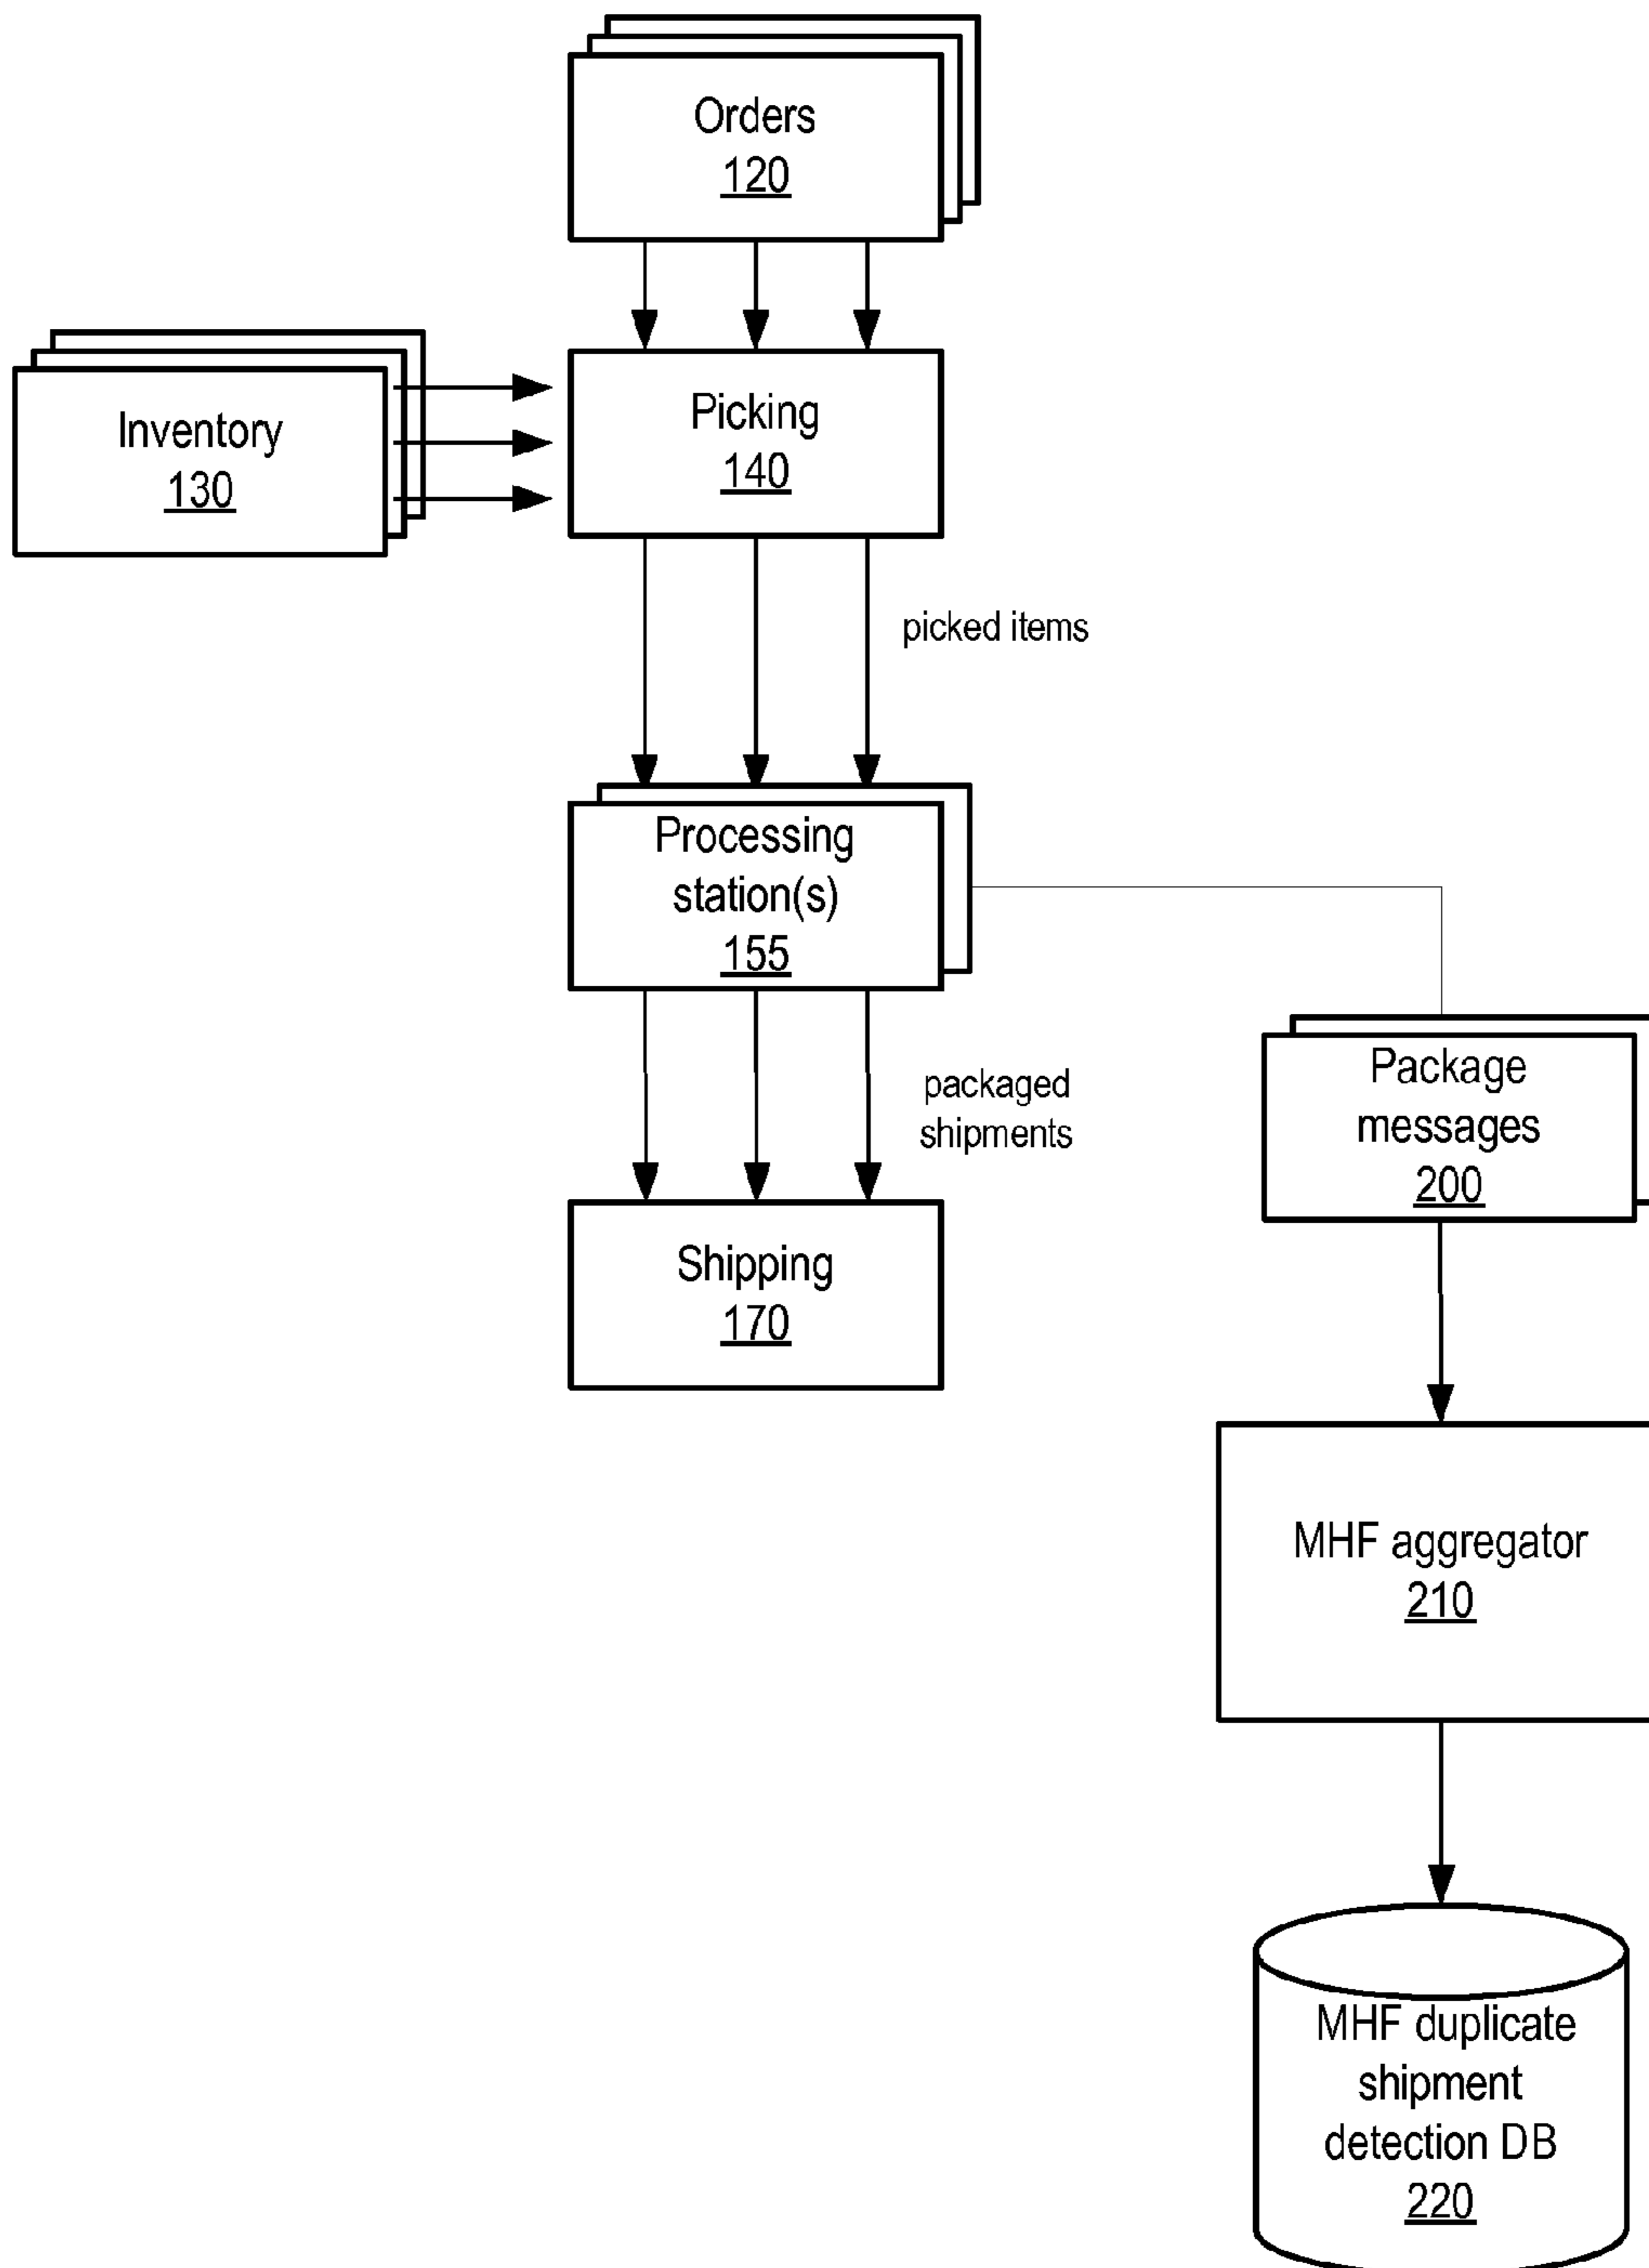 Orders
120
Inventory
130
Picking
140
picked items
Processing
station(s)
155
packaged
shipments
Package
messages
200
Shipping
170
MHF aggregator
210
MHF duplicate
shipment
detection DB
220